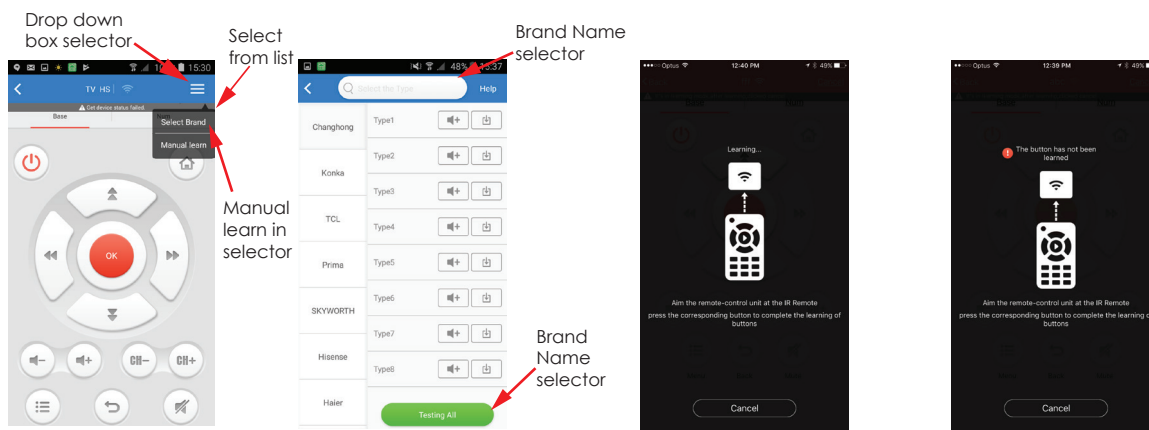 Drop down
box selector
Select
from list
15:30
TV HS
Get device status failed.
Base
Select Brand
Manual learn
OK
CH-
CH+
Manual
learn in
selector
Brand Name
selector
48%
15:37
Select the Type
Help
Changhong
Konka
TCL
Prima
SKYWORTH
Hisense
Haier
Type1
Type2
Type3
Type4
Type5
Type6
Type7
Type8
Testing All
Brand
Name
selector
Optus
12:40 PM
49%
Learning...
Aim the remote-control unit at the IR Remote
press the corresponding button to complete the learning of
buttons
Cancel
Optus
12:39 PM
49%
The button has not been
learned
Aim the remote-control unit at the IR Remote
press the corresponding button to complete the learning of
buttons
Cancel